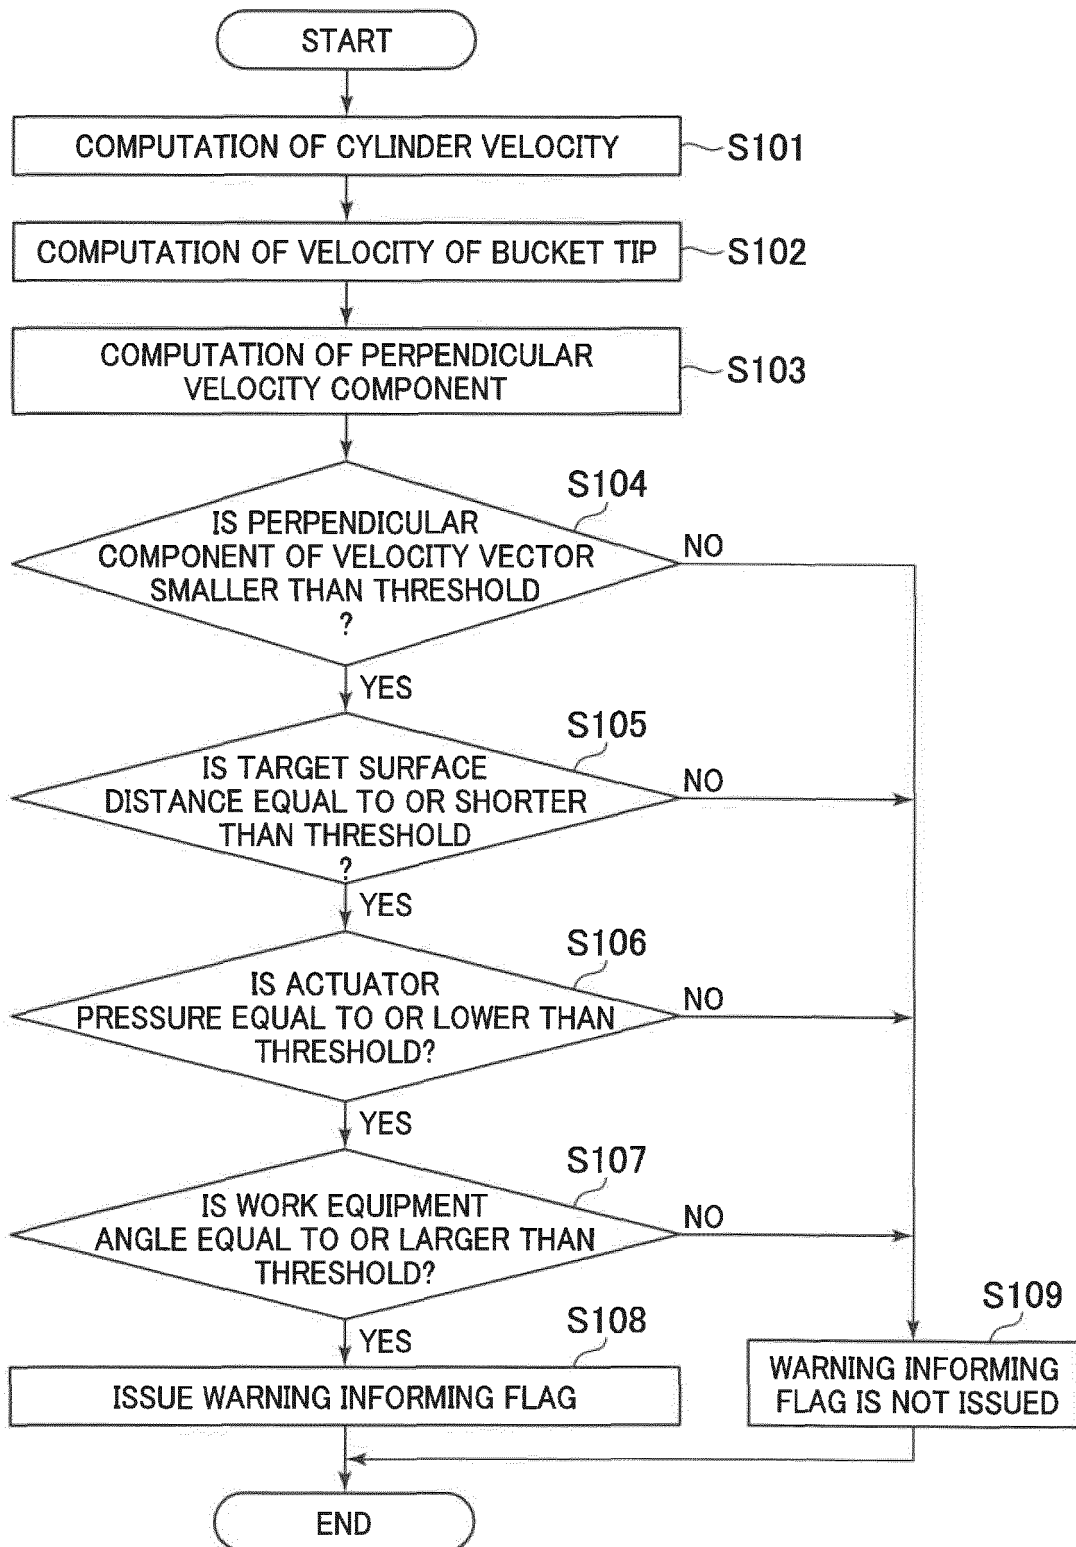 START
COMPUTATION OF CYLINDER VELOCITY
S101
COMPUTATION OF VELOCITY OF BUCKET TIP
S102
COMPUTATION OF PERPENDICULAR
VELOCITY COMPONENT
S103
S104
IS PERPENDICULAR
COMPONENT OF VELOCITY VECTOR
SMALLER THAN THRESHOLD
?
NO
YES
S105
IS TARGET SURFACE
DISTANCE EQUAL TO OR SHORTER
THAN THRESHOLD
?
NO
YES
S106
IS ACTUATOR
PRESSURE EQUAL TO OR LOWER THAN
THRESHOLD?
NO
YES
S107
IS WORK EQUIPMENT
ANGLE EQUAL TO OR LARGER THAN
THRESHOLD?
NO
YES
S108
ISSUE WARNING INFORMING FLAG
S109
WARNING INFORMING
FLAG IS NOT ISSUED
END